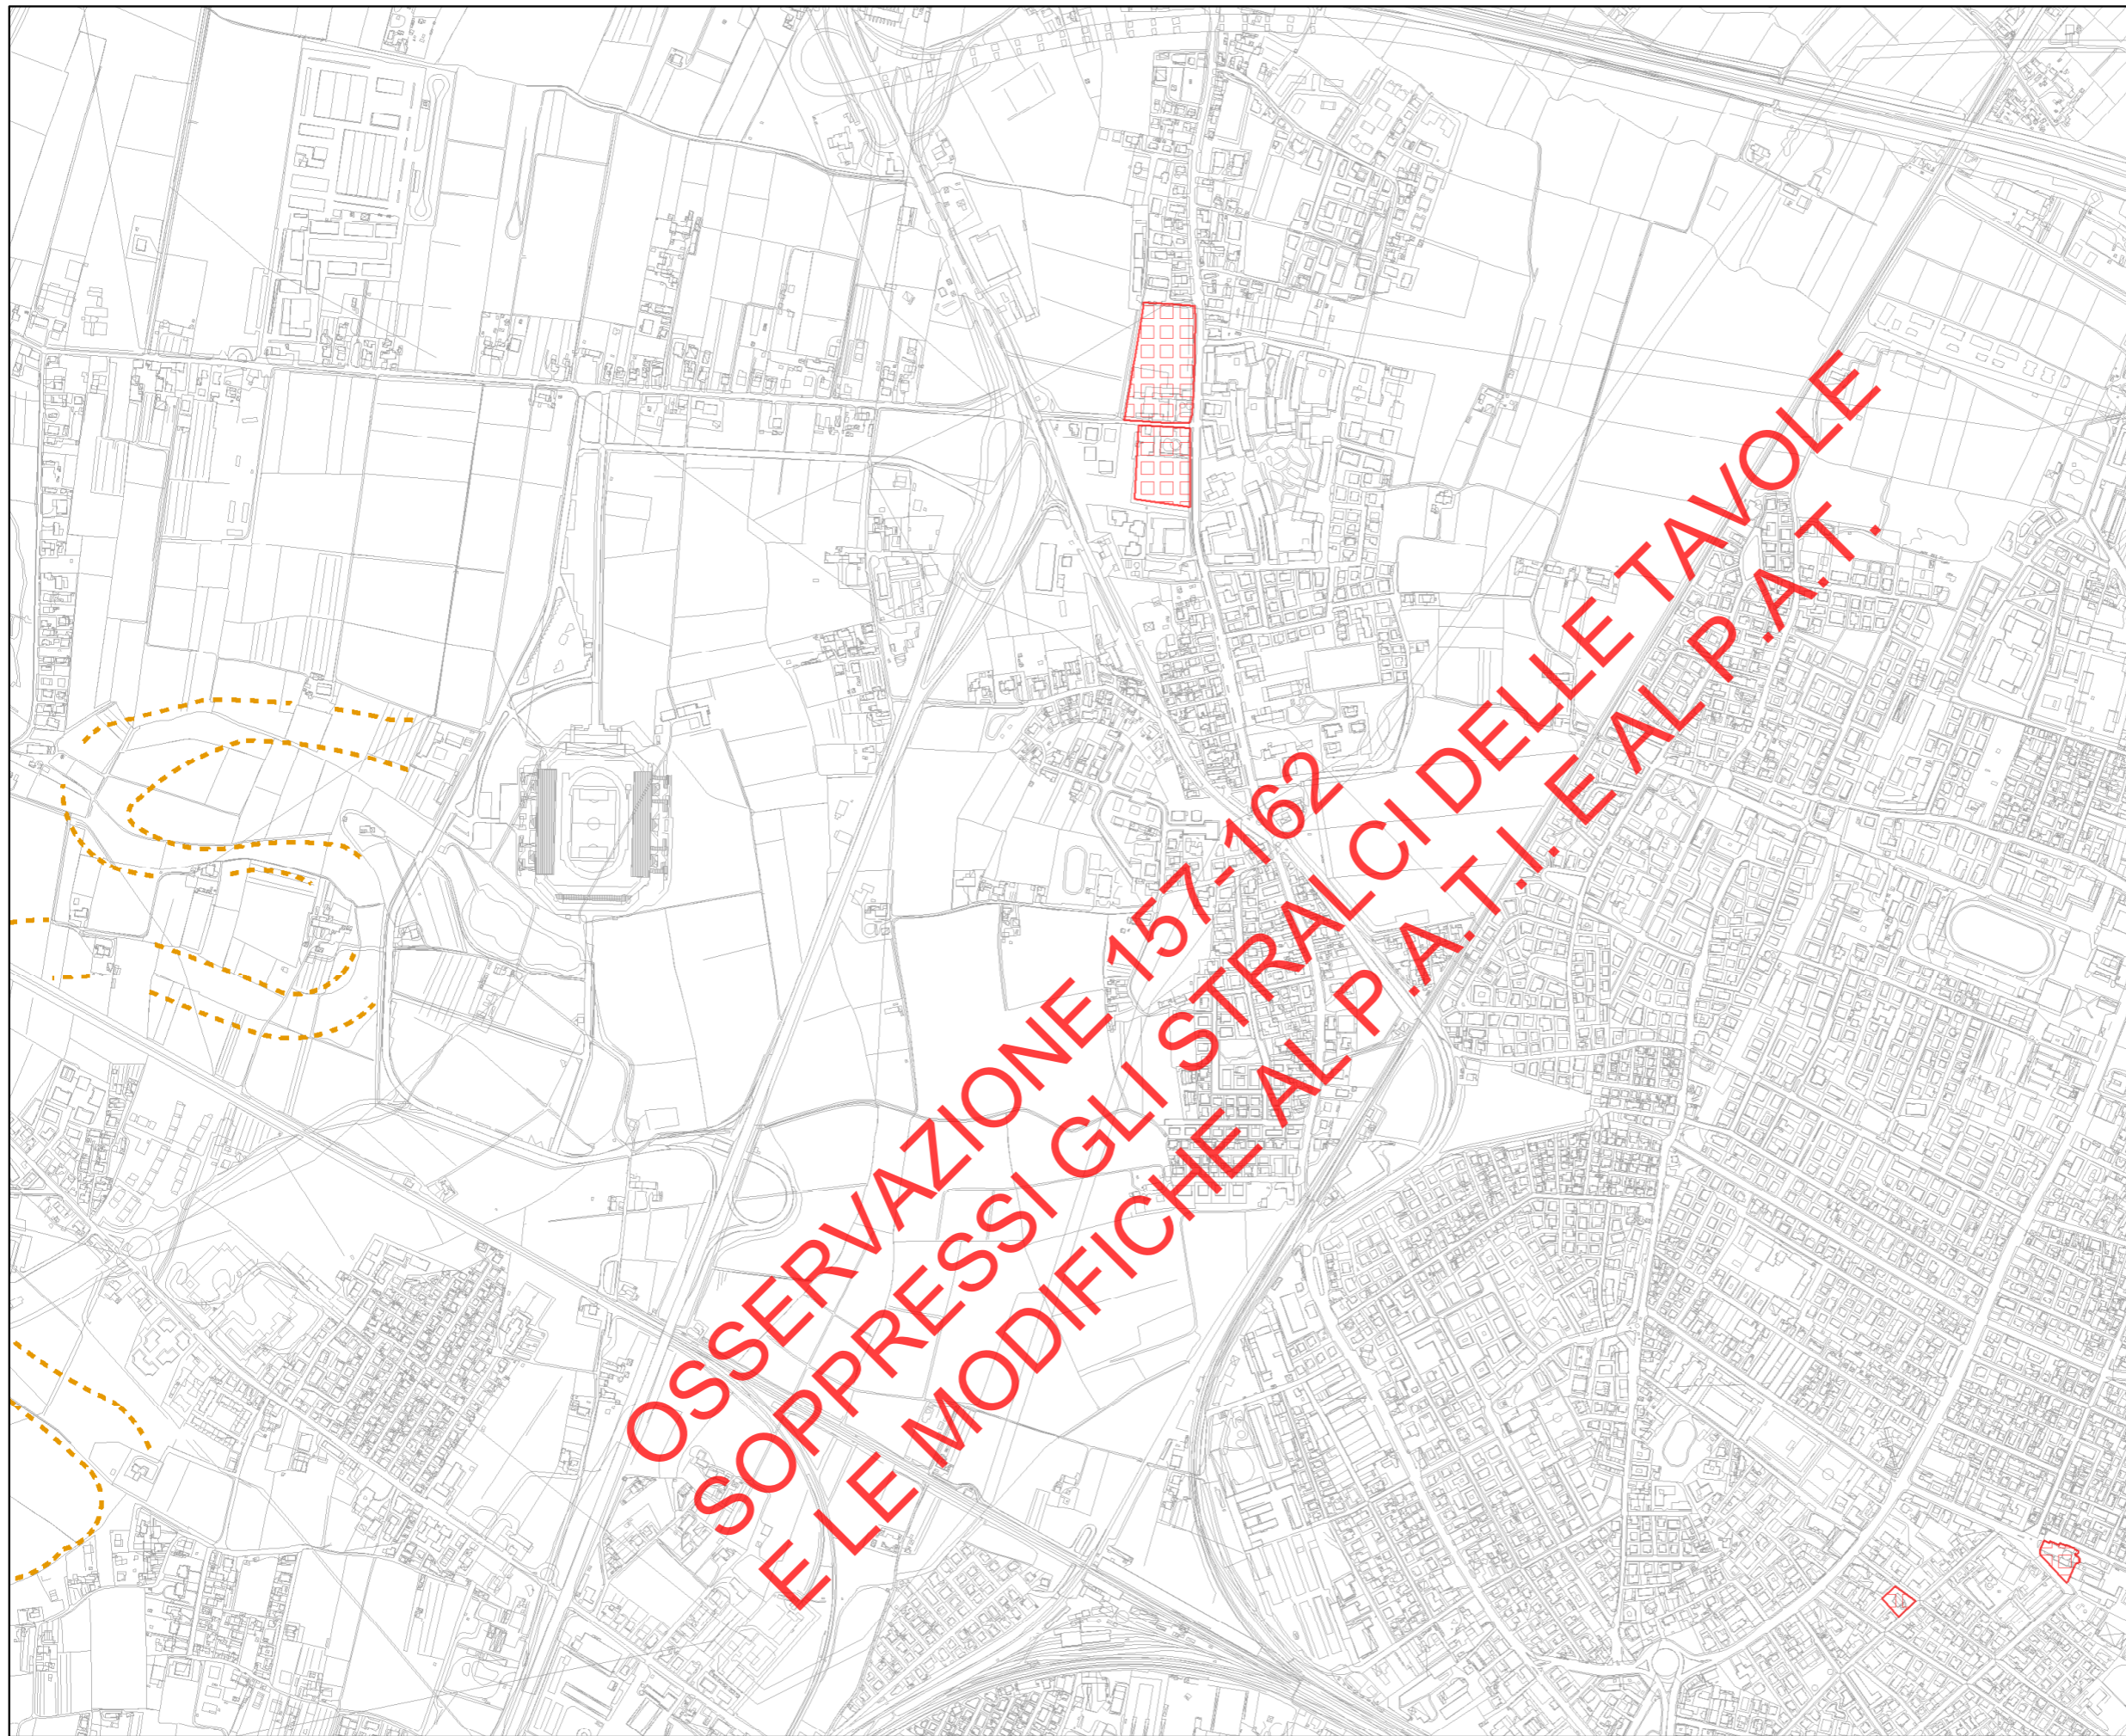 OSSERVAZIONE 157-162
SOPPRESSI GLI STRALCI DELLE TAVOLE
E LE MODIFICHE AL P.A.T.I. E AL P.A.T.